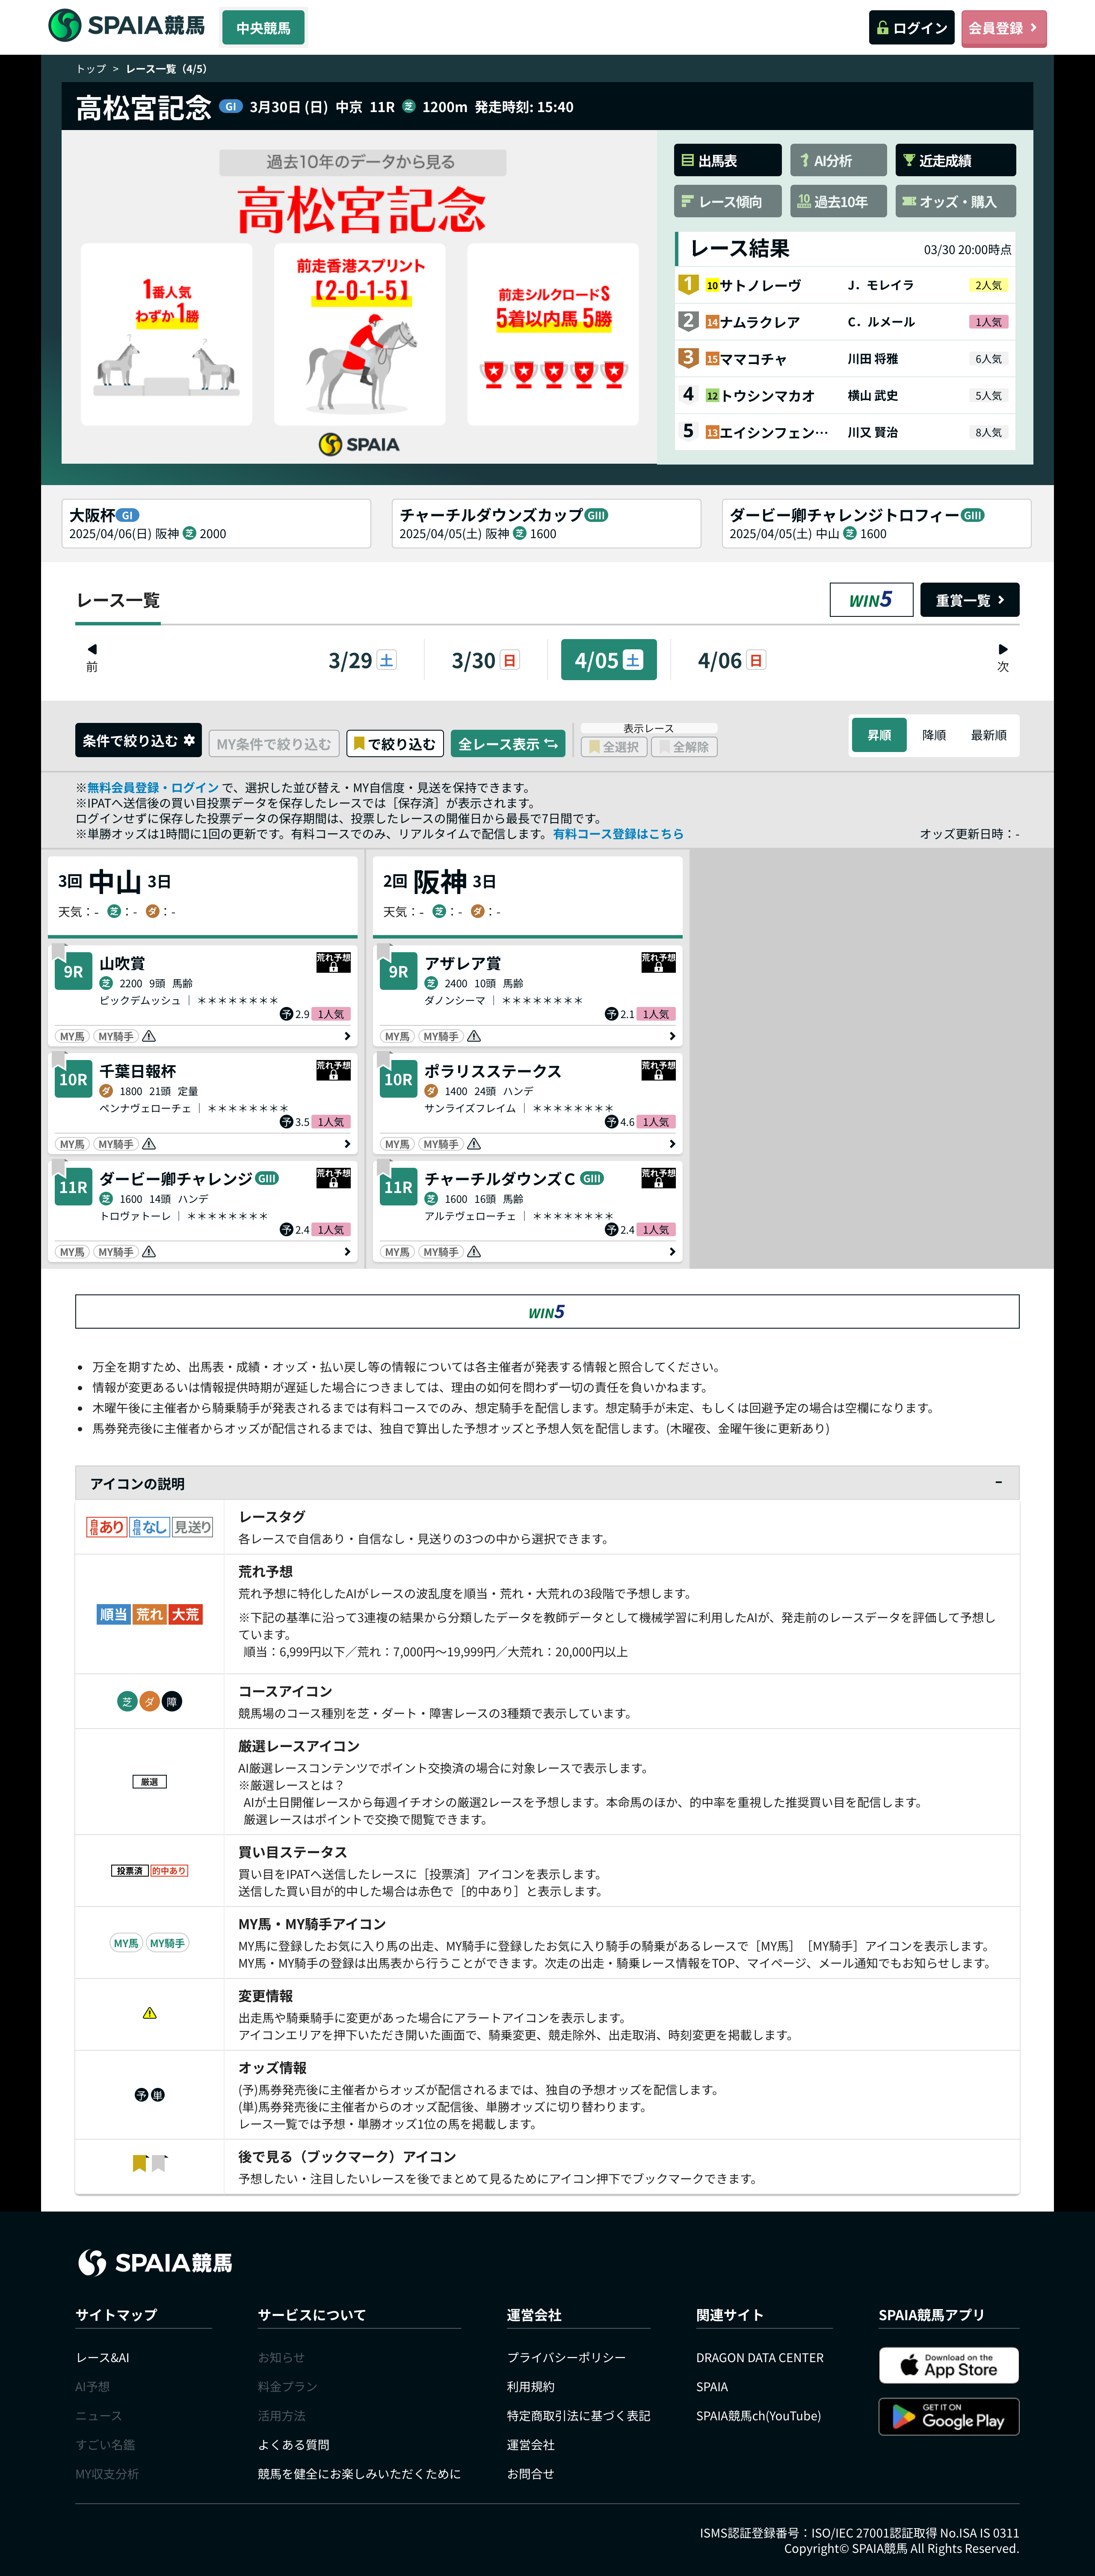 SPAIA競馬
中央競馬
ログイン
会員登録
トップ > レース一覧（4/5）
高松宮記念 GI 3月30日 (日) 中京 11R 芝 1200m 発走時刻: 15:40
過去10年のデータから見る
高松宮記念
1番人気
わずか1勝
前走香港スプリント
【2-0-1-5】
前走シルクロードS
5着以内馬 5勝
SPAIA
出馬表
AI分析
近走成績
レース傾向
過去10年
オッズ・購入
レース結果 03/30 20:00時点
1 10 サトノレーヴ J．モレイラ 2人気
2 14 ナムラクレア C．ルメール 1人気
3 15 ママコチャ 川田 将雅 6人気
4 12 トウシンマカオ 横山 武史 5人気
5 13 エイシンフェン… 川又 賢治 8人気
大阪杯 GI
2025/04/06(日) 阪神 芝 2000
チャーチルダウンズカップ GIII
2025/04/05(土) 阪神 芝 1600
ダービー卿チャレンジトロフィー GIII
2025/04/05(土) 中山 芝 1600
レース一覧
WIN5
重賞一覧
前
3/29 土
3/30 日
4/05 土
4/06 日
次
条件で絞り込む
MY条件で絞り込む
で絞り込む
全レース表示
表示レース
全選択
全解除
昇順
降順
最新順
※無料会員登録・ログイン で、選択した並び替え・MY自信度・見送を保持できます。
※IPATへ送信後の買い目投票データを保存したレースでは［保存済］が表示されます。
ログインせずに保存した投票データの保存期間は、投票したレースの開催日から最長で7日間です。
※単勝オッズは1時間に1回の更新です。有料コースでのみ、リアルタイムで配信します。有料コース登録はこちら
オッズ更新日時：-
3回 中山 3日
天気：- 芝：- ダ：-
9R 山吹賞 荒れ予想
芝 2200 9頭 馬齢
ピックデムッシュ | ＊＊＊＊＊＊＊＊
予 2.9 1人気
MY馬 MY騎手
10R 千葉日報杯 荒れ予想
ダ 1800 21頭 定量
ペンナヴェローチェ | ＊＊＊＊＊＊＊＊
予 3.5 1人気
MY馬 MY騎手
11R ダービー卿チャレンジ GIII 荒れ予想
芝 1600 14頭 ハンデ
トロヴァトーレ | ＊＊＊＊＊＊＊＊
予 2.4 1人気
MY馬 MY騎手
2回 阪神 3日
天気：- 芝：- ダ：-
9R アザレア賞 荒れ予想
芝 2400 10頭 馬齢
ダノンシーマ | ＊＊＊＊＊＊＊＊
予 2.1 1人気
MY馬 MY騎手
10R ポラリスステークス 荒れ予想
ダ 1400 24頭 ハンデ
サンライズフレイム | ＊＊＊＊＊＊＊＊
予 4.6 1人気
MY馬 MY騎手
11R チャーチルダウンズＣ GIII 荒れ予想
芝 1600 16頭 馬齢
アルテヴェローチェ | ＊＊＊＊＊＊＊＊
予 2.4 1人気
MY馬 MY騎手
WIN5
• 万全を期すため、出馬表・成績・オッズ・払い戻し等の情報については各主催者が発表する情報と照合してください。
• 情報が変更あるいは情報提供時期が遅延した場合につきましては、理由の如何を問わず一切の責任を負いかねます。
• 木曜午後に主催者から騎乗騎手が発表されるまでは有料コースでのみ、想定騎手を配信します。想定騎手が未定、もしくは回避予定の場合は空欄になります。
• 馬券発売後に主催者からオッズが配信されるまでは、独自で算出した予想オッズと予想人気を配信します。(木曜夜、金曜午後に更新あり)
アイコンの説明 −
自信あり 自信なし 見送り
レースタグ
各レースで自信あり・自信なし・見送りの3つの中から選択できます。
順当 荒れ 大荒
荒れ予想
荒れ予想に特化したAIがレースの波乱度を順当・荒れ・大荒れの3段階で予想します。
※下記の基準に沿って3連複の結果から分類したデータを教師データとして機械学習に利用したAIが、発走前のレースデータを評価して予想し
ています。
順当：6,999円以下／荒れ：7,000円〜19,999円／大荒れ：20,000円以上
芝 ダ 障
コースアイコン
競馬場のコース種別を芝・ダート・障害レースの3種類で表示しています。
厳選
厳選レースアイコン
AI厳選レースコンテンツでポイント交換済の場合に対象レースで表示します。
※厳選レースとは？
AIが土日開催レースから毎週イチオシの厳選2レースを予想します。本命馬のほか、的中率を重視した推奨買い目を配信します。
厳選レースはポイントで交換で閲覧できます。
投票済 的中あり
買い目ステータス
買い目をIPATへ送信したレースに［投票済］アイコンを表示します。
送信した買い目が的中した場合は赤色で［的中あり］と表示します。
MY馬 MY騎手
MY馬・MY騎手アイコン
MY馬に登録したお気に入り馬の出走、MY騎手に登録したお気に入り騎手の騎乗があるレースで［MY馬］［MY騎手］アイコンを表示します。
MY馬・MY騎手の登録は出馬表から行うことができます。次走の出走・騎乗レース情報をTOP、マイページ、メール通知でもお知らせします。
変更情報
出走馬や騎乗騎手に変更があった場合にアラートアイコンを表示します。
アイコンエリアを押下いただき開いた画面で、騎乗変更、競走除外、出走取消、時刻変更を掲載します。
予 単
オッズ情報
(予)馬券発売後に主催者からオッズが配信されるまでは、独自の予想オッズを配信します。
(単)馬券発売後に主催者からのオッズ配信後、単勝オッズに切り替わります。
レース一覧では予想・単勝オッズ1位の馬を掲載します。
後で見る（ブックマーク）アイコン
予想したい・注目したいレースを後でまとめて見るためにアイコン押下でブックマークできます。
SPAIA競馬
サイトマップ
レース&AI
AI予想
ニュース
すごい名鑑
MY収支分析
サービスについて
お知らせ
料金プラン
活用方法
よくある質問
競馬を健全にお楽しみいただくために
運営会社
プライバシーポリシー
利用規約
特定商取引法に基づく表記
運営会社
お問合せ
関連サイト
DRAGON DATA CENTER
SPAIA
SPAIA競馬ch(YouTube)
SPAIA競馬アプリ
Download on the
App Store
GET IT ON
Google Play
ISMS認証登録番号：ISO/IEC 27001認証取得 No.ISA IS 0311
Copyright© SPAIA競馬 All Rights Reserved.